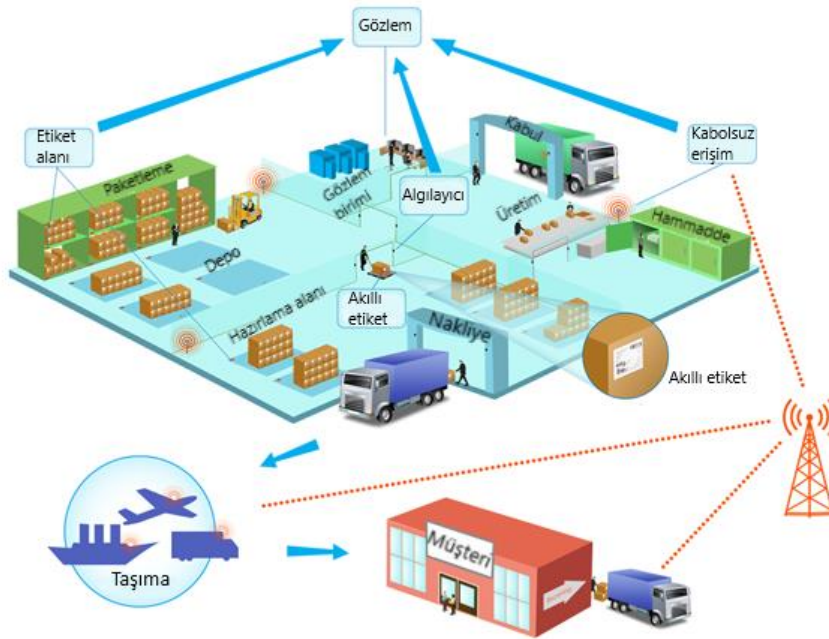 Gözlem
Etiket
alanı
Kabolsuz
erişim
Kabul
Paketleme
Gözlem
birimi
Algılayıcı
Üretim
Hammadde
Depo
Hazırlama alanı
Akıllı
etiket
Nakliye
Akıllı etiket
Müşteri
Taşıma